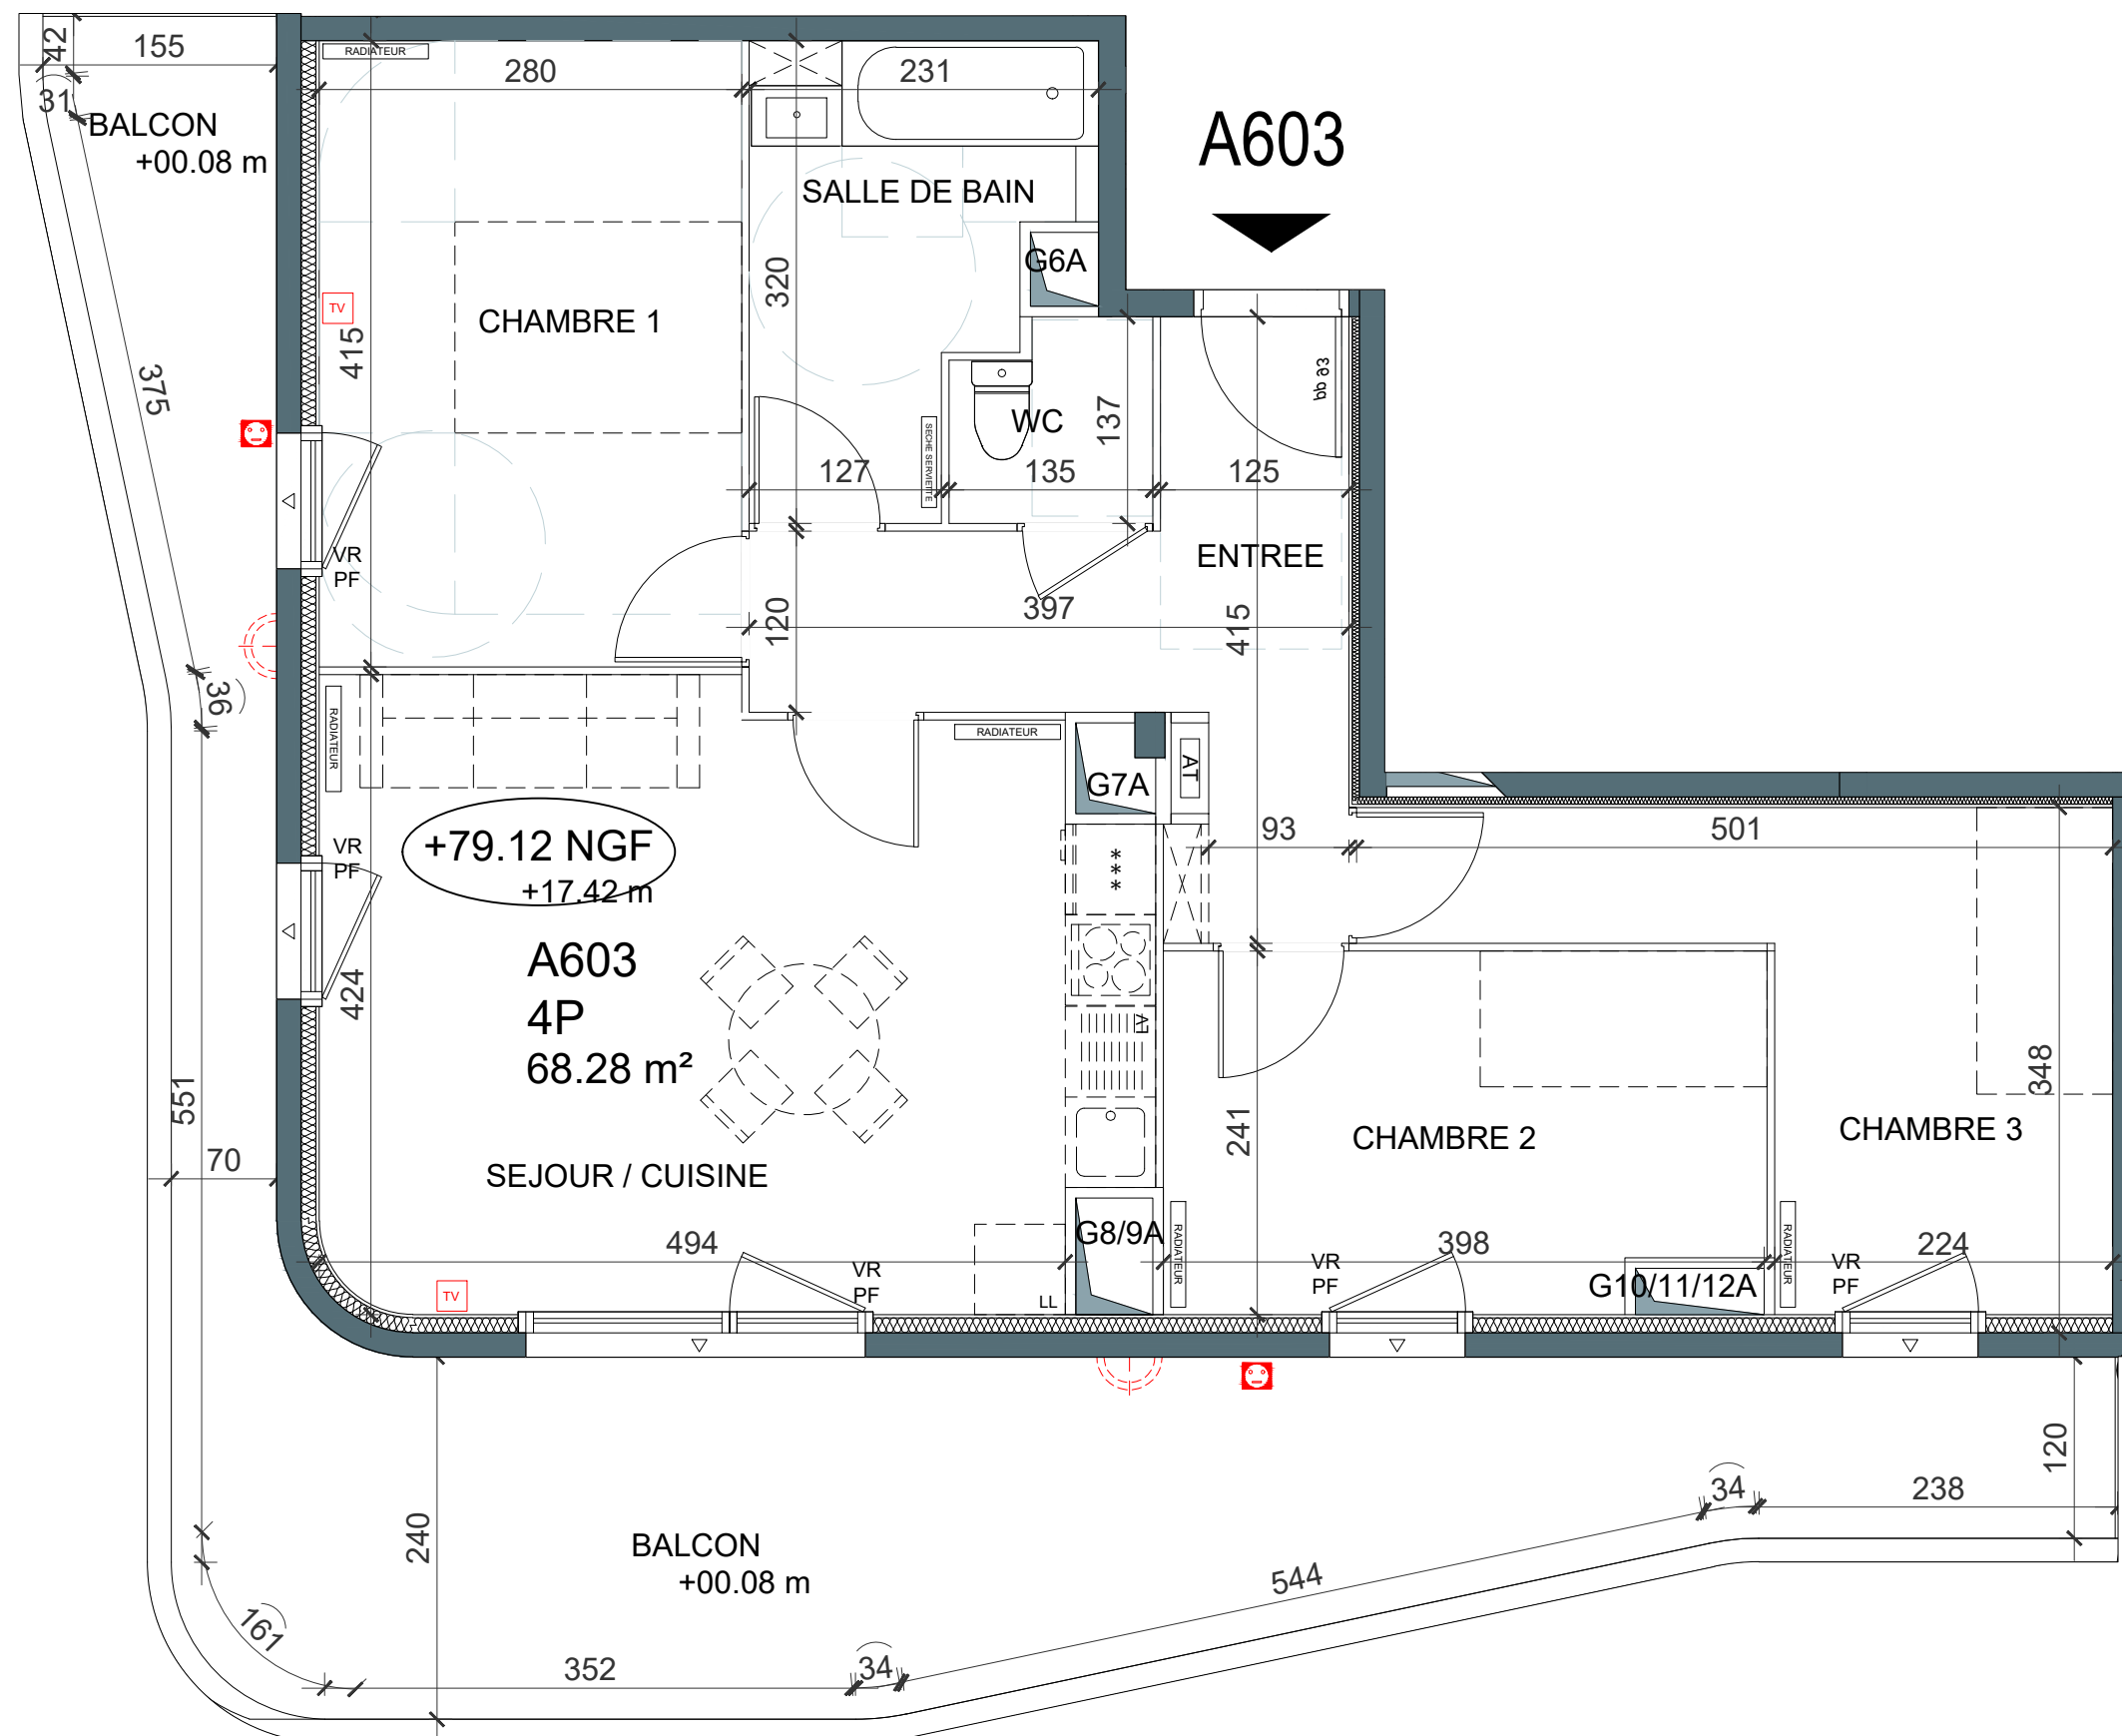 42
155
31
BALCON
+00.08 m
RADIATEUR
280
231
A603
SALLE DE BAIN
G6A
320
TV
CHAMBRE 1
415
375
bb 93
WC
137
SECHE SERVIETTE
127
135
125
VR
PF
ENTREE
120
397
415
36
RADIATEUR
RADIATEUR
G7A
AT
93
501
VR
PF
+79.12 NGF
+17.42 m
***
A603
4P
68.28 m²
424
LV
551
348
70
241
CHAMBRE 2
CHAMBRE 3
SEJOUR / CUISINE
494
G8/9A
RADIATEUR
398
RADIATEUR
224
VR
PF
VR
PF
VR
PF
G10/11/12A
TV
LL
120
34
238
240
BALCON
+00.08 m
544
161
352
34